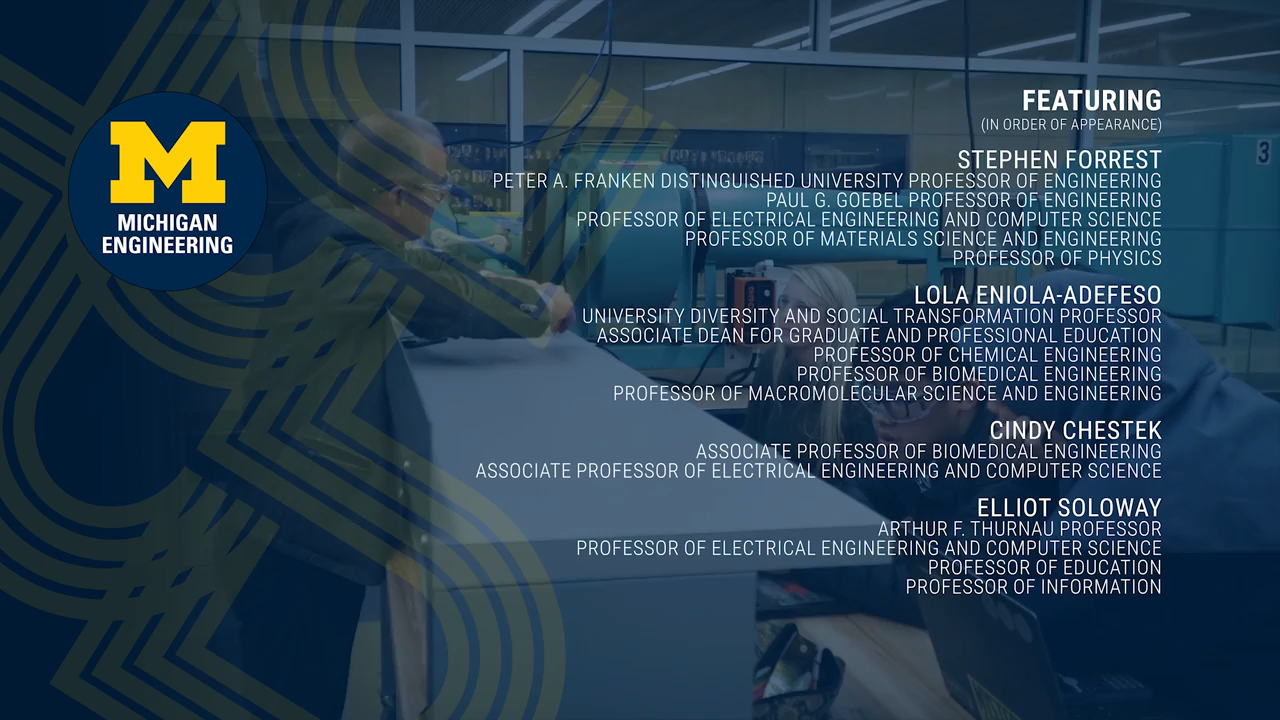 M
MICHIGAN
ENGINEERING
FEATURING
(IN ORDER OF APPEARANCE)
STEPHEN FORREST
PETER A. FRANKEN DISTINGUISHED UNIVERSITY PROFESSOR OF ENGINEERING
PAUL G. GOEBEL PROFESSOR OF ENGINEERING
PROFESSOR OF ELECTRICAL ENGINEERING AND COMPUTER SCIENCE
PROFESSOR OF MATERIALS SCIENCE AND ENGINEERING
PROFESSOR OF PHYSICS
LOLA ENIOLA-ADEFESO
UNIVERSITY DIVERSITY AND SOCIAL TRANSFORMATION PROFESSOR
ASSOCIATE DEAN FOR GRADUATE AND PROFESSIONAL EDUCATION
PROFESSOR OF CHEMICAL ENGINEERING
PROFESSOR OF BIOMEDICAL ENGINEERING
PROFESSOR OF MACROMOLECULAR SCIENCE AND ENGINEERING
CINDY CHESTEK
ASSOCIATE PROFESSOR OF BIOMEDICAL ENGINEERING
ASSOCIATE PROFESSOR OF ELECTRICAL ENGINEERING AND COMPUTER SCIENCE
ELLIOT SOLOWAY
ARTHUR F. THURNAU PROFESSOR
PROFESSOR OF ELECTRICAL ENGINEERING AND COMPUTER SCIENCE
PROFESSOR OF EDUCATION
PROFESSOR OF INFORMATION
3